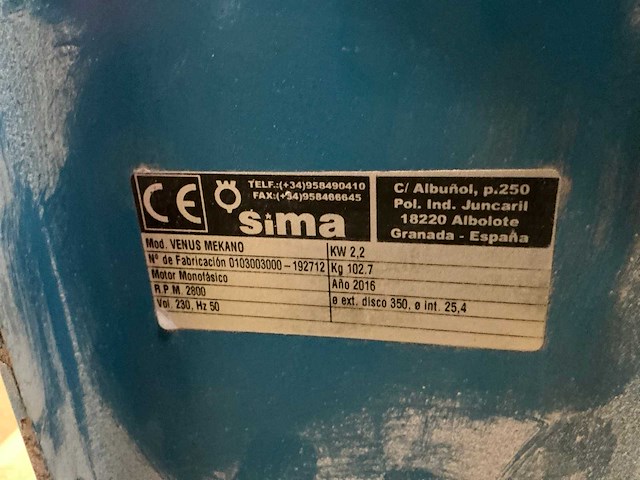 CE
TELF.:(+34)958490410
FAX:(+34)958466645
sima
C/ Albuñol, p.250
Pol. Ind. Juncaril
18220 Albolote
Granada - España
Mod. VENUS MEKANO
KW 2,2
Nº de Fabricación 0103003000-192712
Kg 102.7
Motor Monofásico
Año 2016
R.P.M. 2800
ø ext. disco 350, ø int. 25,4
Vol. 230, Hz 50